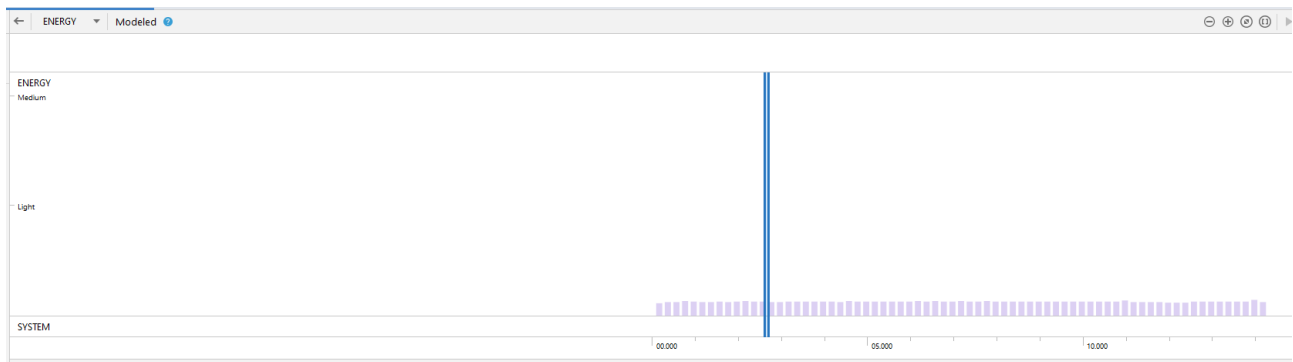 ENERGY Modeled ?
ENERGY
Medium
Light
SYSTEM
00.000 05.000 10.000